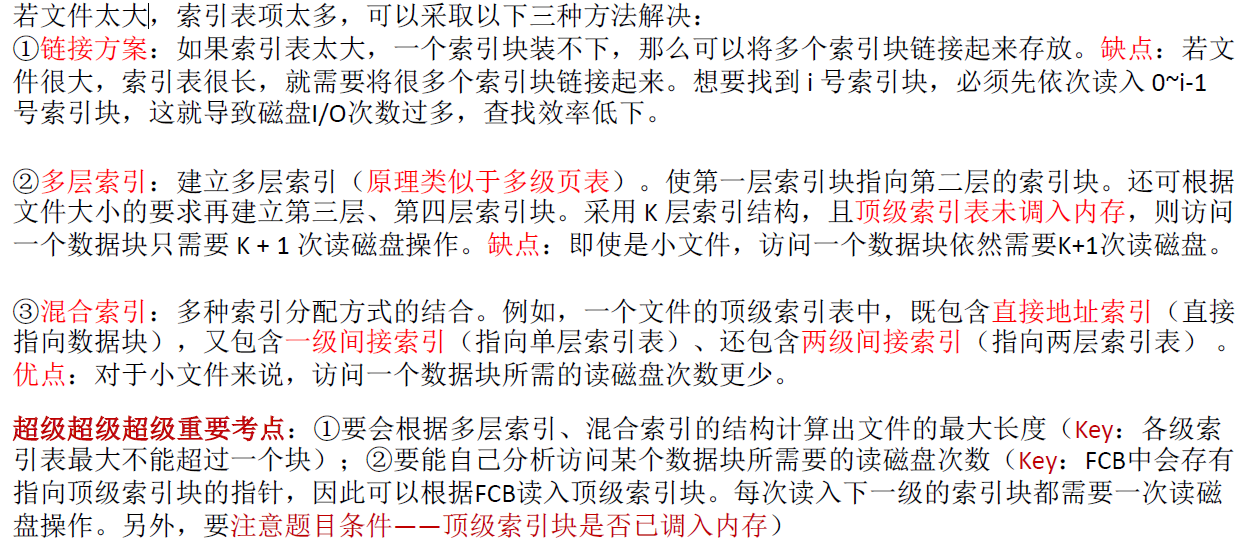 若文件太大，索引表项太多，可以采取以下三种方法解决：
①链接方案：如果索引表太大，一个索引块装不下，那么可以将多个索引块链接起来存放。缺点：若文
件很大，索引表很长，就需要将很多个索引块链接起来。想要找到 i 号索引块，必须先依次读入 0~i-1
号索引块，这就导致磁盘I/O次数过多，查找效率低下。
②多层索引：建立多层索引（原理类似于多级页表）。使第一层索引块指向第二层的索引块。还可根据
文件大小的要求再建立第三层、第四层索引块。采用 K 层索引结构，且顶级索引表未调入内存，则访问
一个数据块只需要 K + 1 次读磁盘操作。缺点：即使是小文件，访问一个数据块依然需要K+1次读磁盘。
③混合索引：多种索引分配方式的结合。例如，一个文件的顶级索引表中，既包含直接地址索引（直接
指向数据块），又包含一级间接索引（指向单层索引表）、还包含两级间接索引（指向两层索引表） 。
优点：对于小文件来说，访问一个数据块所需的读磁盘次数更少。
超级超级超级重要考点：①要会根据多层索引、混合索引的结构计算出文件的最大长度（Key：各级索
引表最大不能超过一个块）；②要能自己分析访问某个数据块所需要的读磁盘次数（Key：FCB中会存有
指向顶级索引块的指针，因此可以根据FCB读入顶级索引块。每次读入下一级的索引块都需要一次读磁
盘操作。另外，要注意题目条件——顶级索引块是否已调入内存）